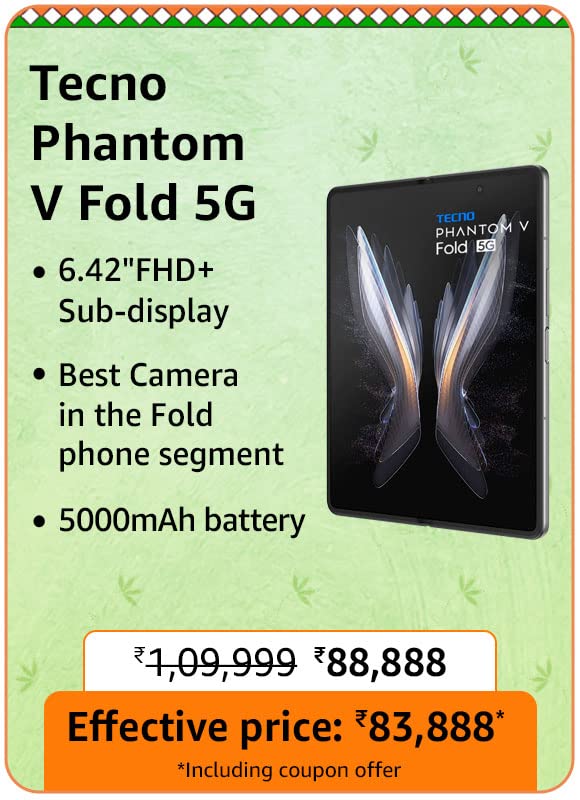 Tecno
Phantom
V Fold 5G
• 6.42"FHD+
Sub-display
• Best Camera
in the Fold
phone segment
• 5000mAh battery
TECNO
PHANTOM V
Fold 5G
₹1,09,999 ₹88,888
Effective price: ₹83,888*
*Including coupon offer